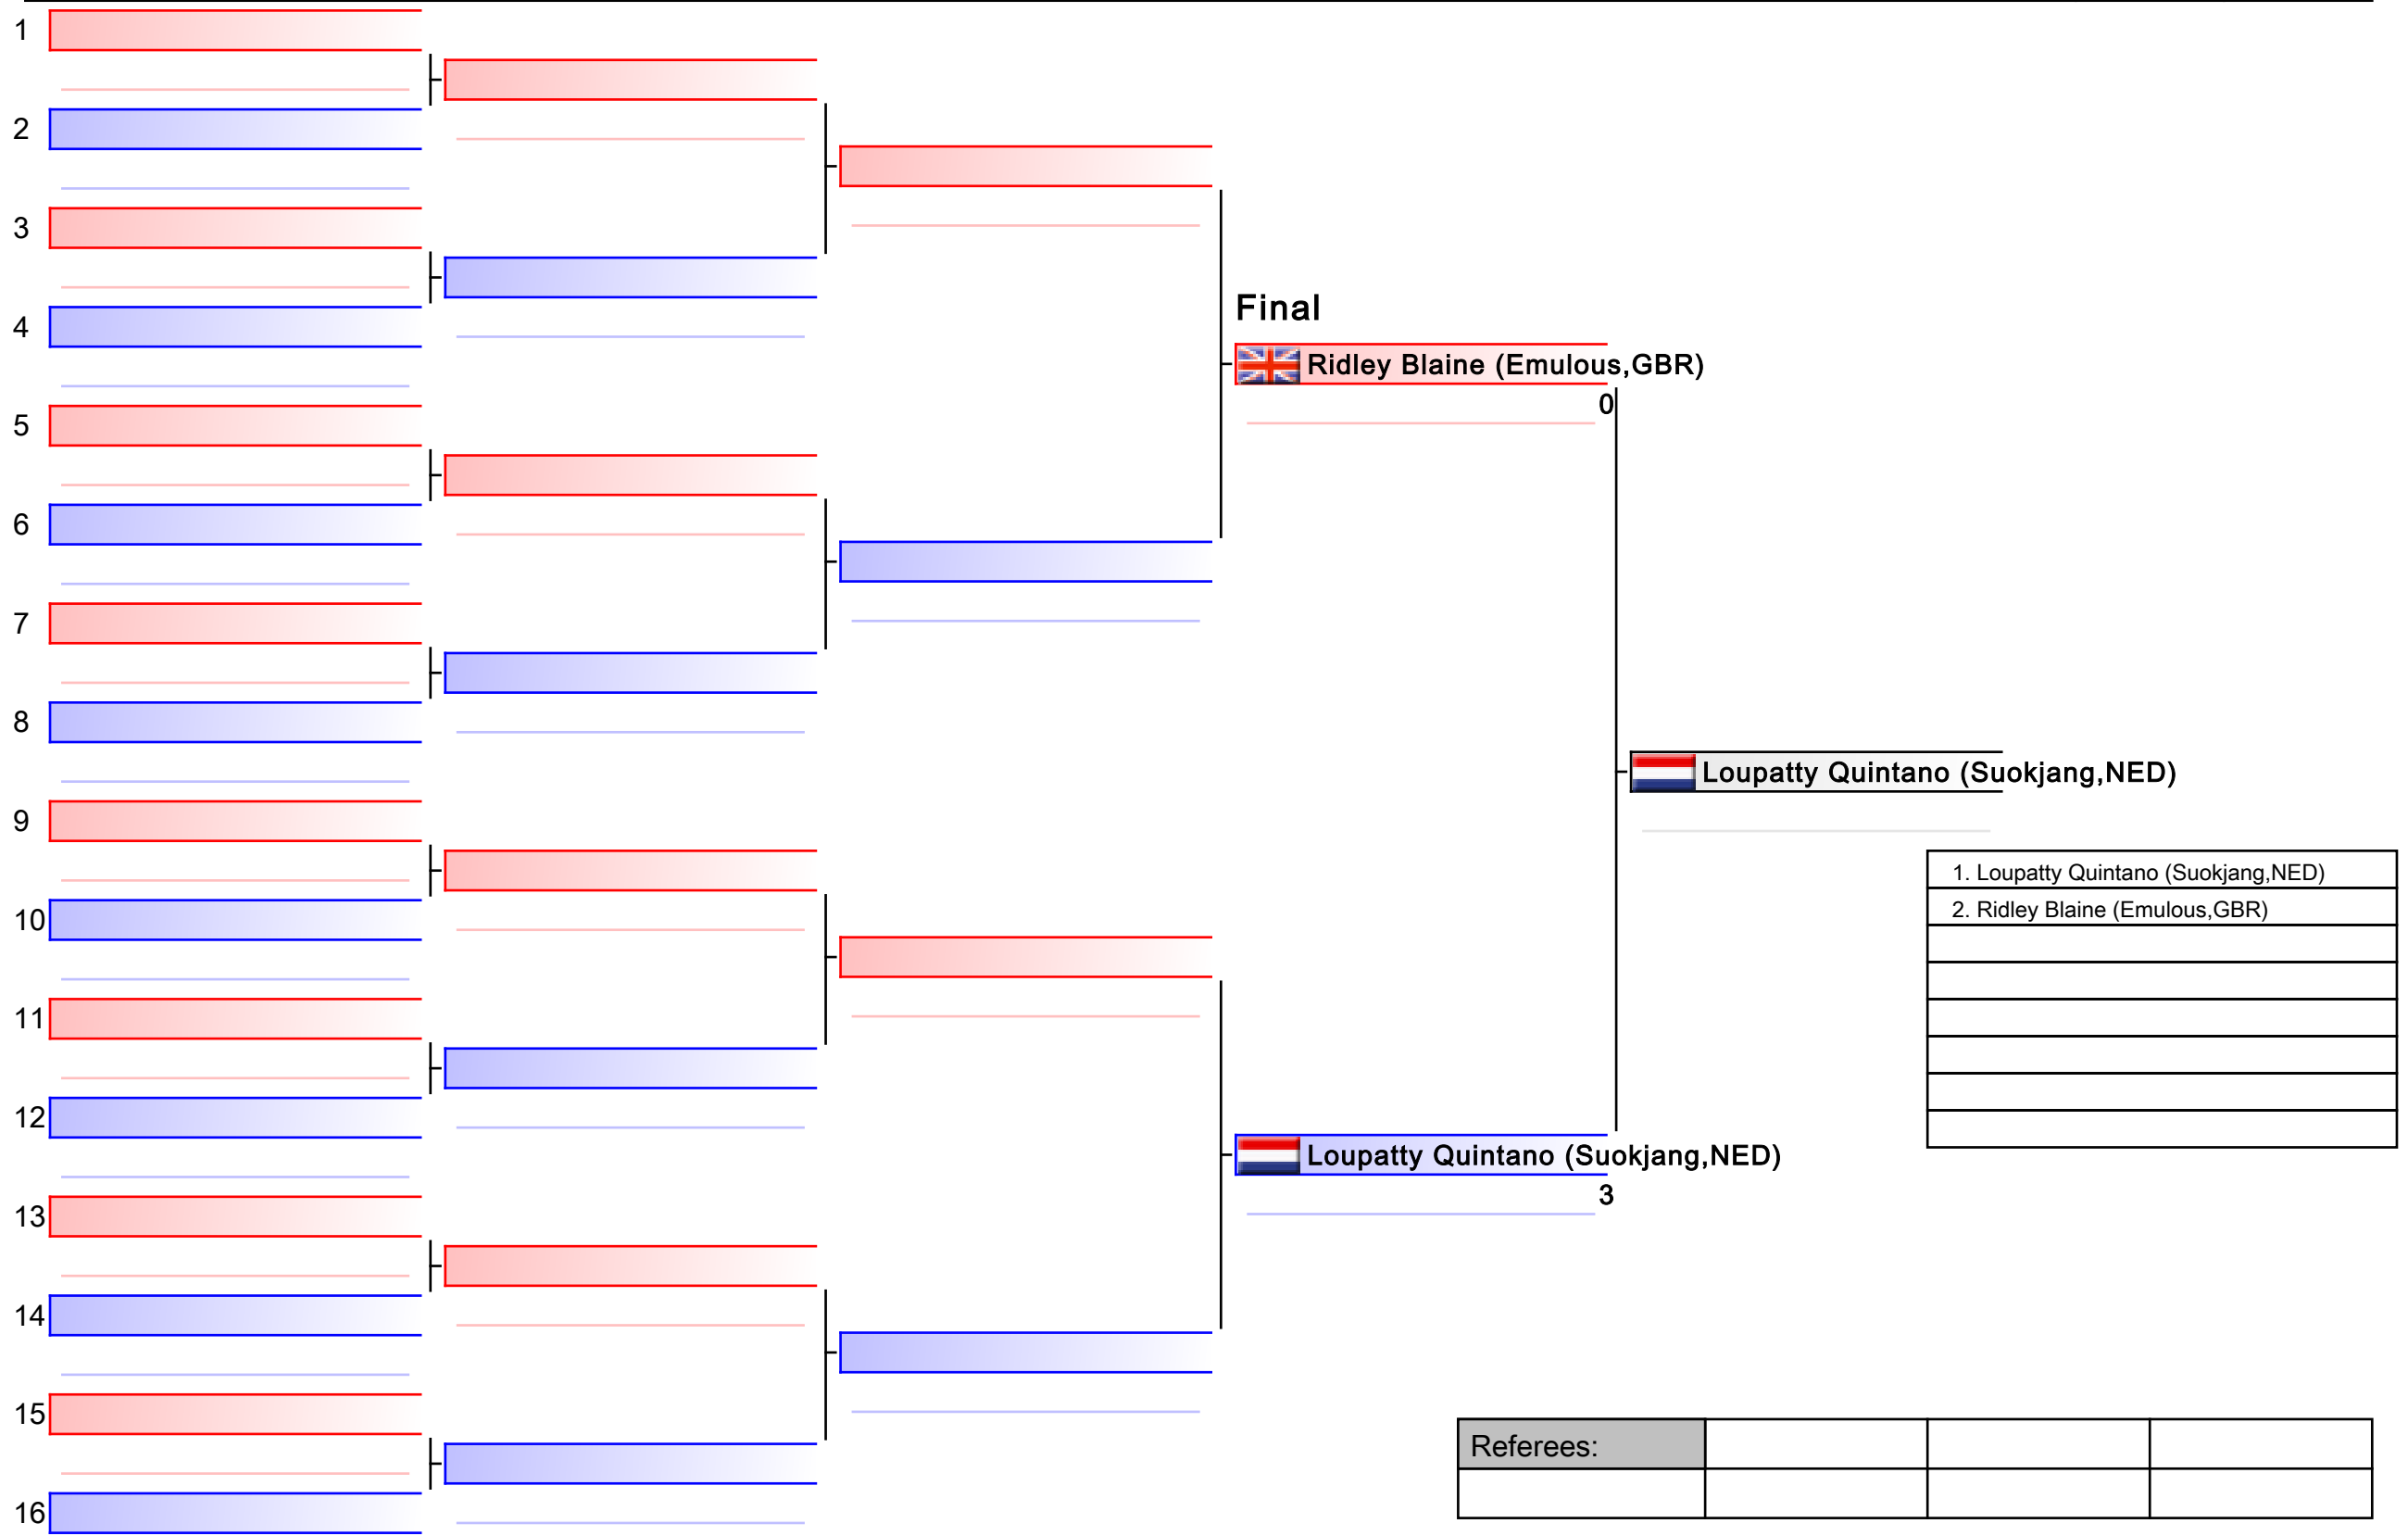 1
2
3
4
5
6
7
8
9
10
11
12
13
14
15
16
Final
Ridley Blaine (Emulous,GBR)
0
Loupatty Quintano (Suokjang,NED)
3
Loupatty Quintano (Suokjang,NED)
1. Loupatty Quintano (Suokjang,NED)
2. Ridley Blaine (Emulous,GBR)
Referees: